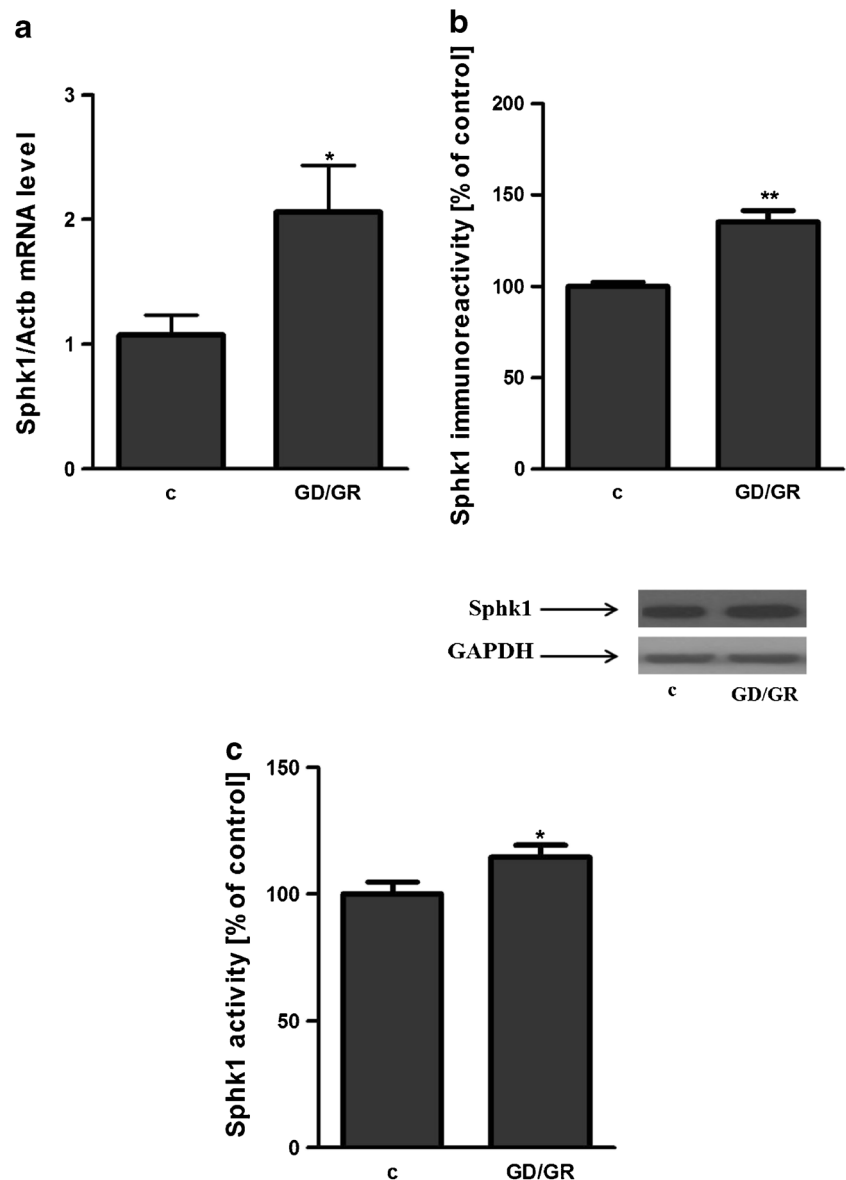 a
Sphk1/Actb mRNA level
3
2
1
0
*
c
GD/GR
b
Sphk1 immunoreactivity [% of control]
200
150
100
50
0
**
c
GD/GR
Sphk1
GAPDH
c
GD/GR
c
Sphk1 activity [% of control]
150
100
50
0
*
c
GD/GR